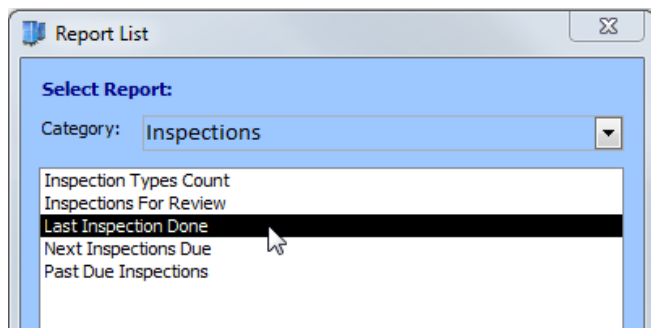 Report List
Select Report:
Category: Inspections
Inspection Types Count
Inspections For Review
Last Inspection Done
Next Inspections Due
Past Due Inspections